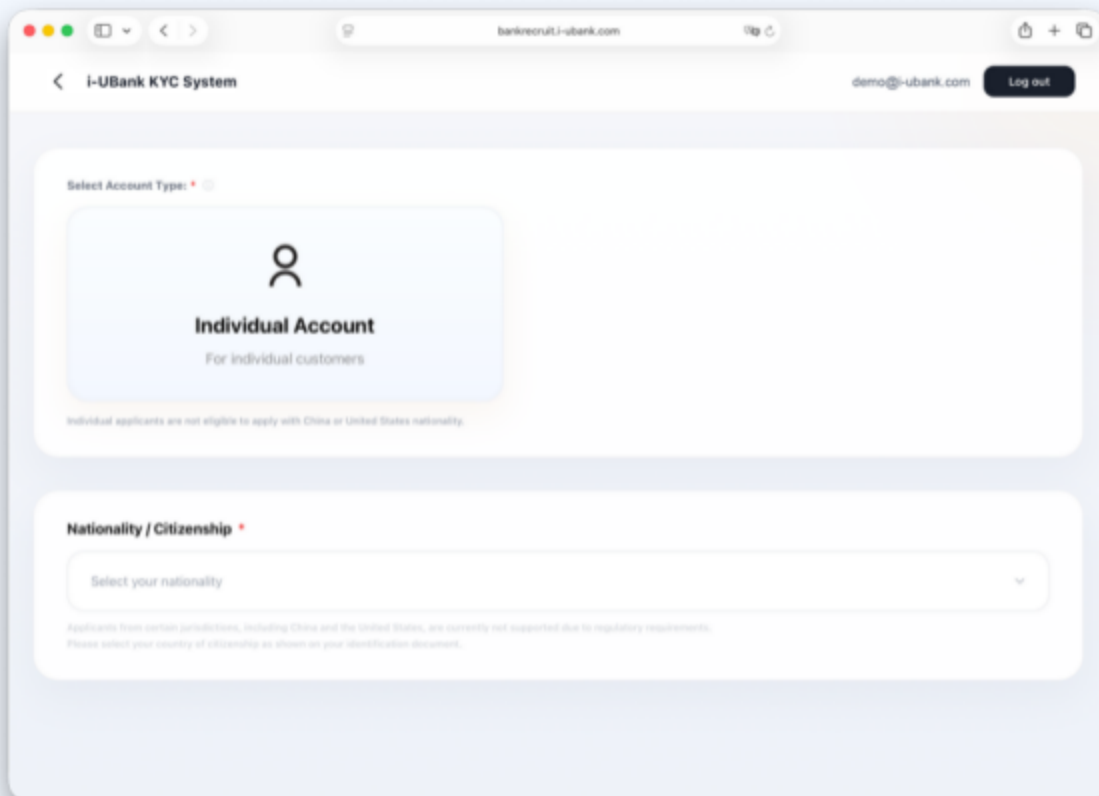 bankrecruit.i-ubank.com
i-UBank KYC System
demo@i-ubank.com
Log out
Select Account Type: *
Individual Account
For individual customers
Individual applicants are not eligible to apply with China or United States nationality.
Nationality / Citizenship *
Select your nationality
Applicants from certain jurisdictions, including China and the United States, are currently not supported due to regulatory requirements.
Please select your country of citizenship as shown on your identification document.